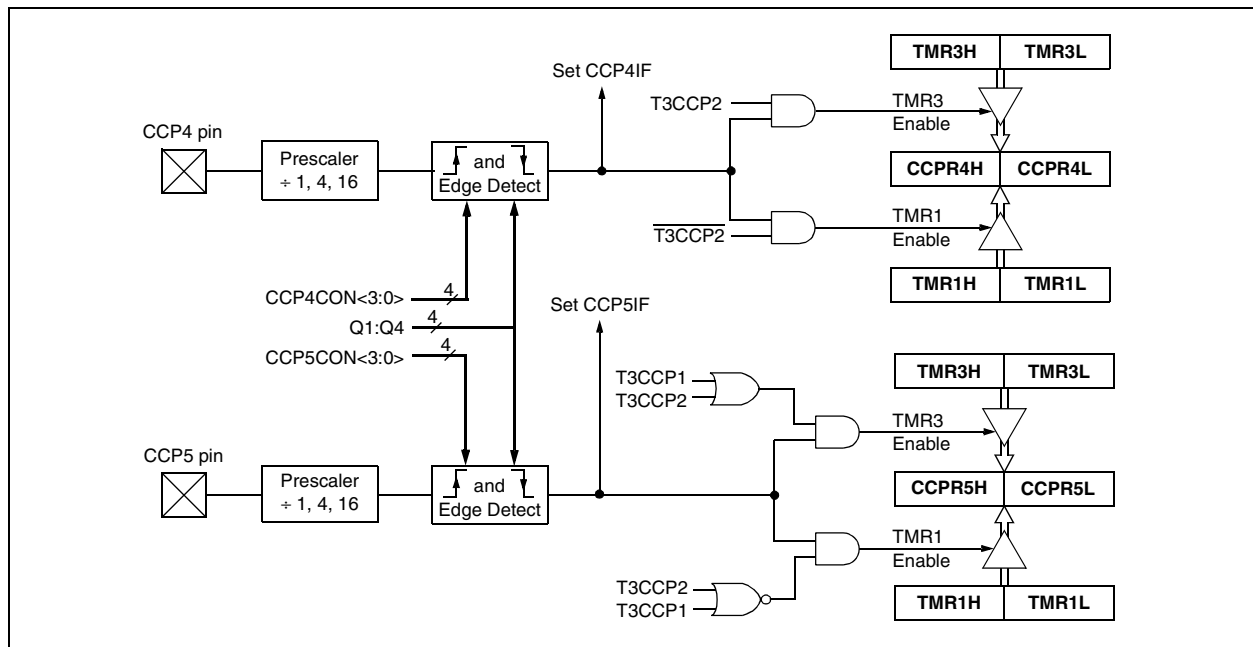 TMR3H TMR3L
Set CCP4IF
T3CCP2
TMR3
Enable
CCP4 pin
Prescaler
÷ 1, 4, 16
and
Edge Detect
CCPR4H CCPR4L
T3CCP2
TMR1
Enable
TMR1H TMR1L
CCP4CON<3:0> 4
Q1:Q4 4
CCP5CON<3:0> 4
Set CCP5IF
TMR3H TMR3L
T3CCP1
T3CCP2
TMR3
Enable
CCP5 pin
Prescaler
÷ 1, 4, 16
and
Edge Detect
CCPR5H CCPR5L
TMR1
Enable
T3CCP2
T3CCP1
TMR1H TMR1L